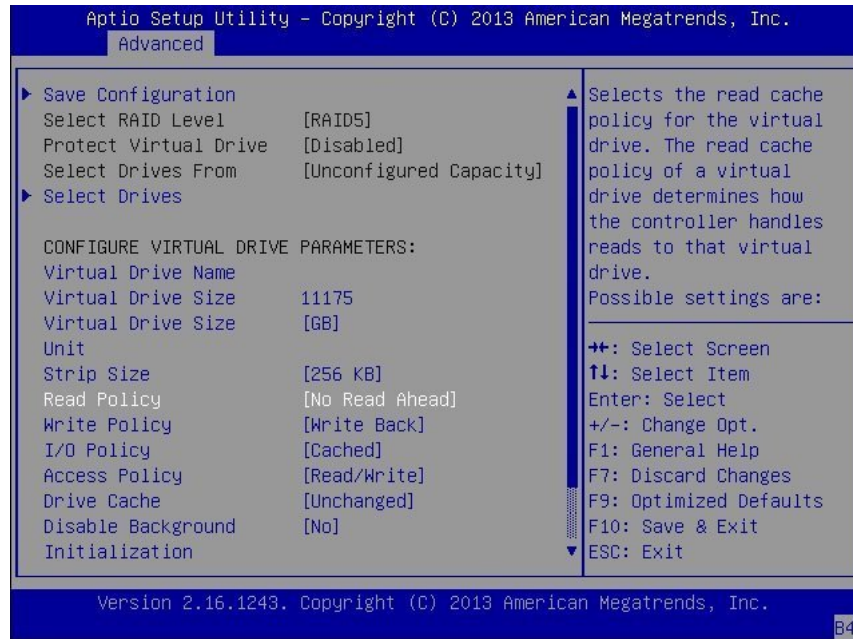 Aptio Setup Utility – Copyright (C) 2013 American Megatrends, Inc.
Advanced
Save Configuration
Select RAID Level [RAID5]
Protect Virtual Drive [Disabled]
Select Drives From [Unconfigured Capacity]
Select Drives
CONFIGURE VIRTUAL DRIVE PARAMETERS:
Virtual Drive Name
Virtual Drive Size 11175
Virtual Drive Size [GB]
Unit
Strip Size [256 KB]
Read Policy [No Read Ahead]
Write Policy [Write Back]
I/O Policy [Cached]
Access Policy [Read/Write]
Drive Cache [Unchanged]
Disable Background [No]
Initialization
Selects the read cache
policy for the virtual
drive. The read cache
policy of a virtual
drive determines how
the controller handles
reads to that virtual
drive.
Possible settings are:
→←: Select Screen
↑↓: Select Item
Enter: Select
+/-: Change Opt.
F1: General Help
F7: Discard Changes
F9: Optimized Defaults
F10: Save & Exit
ESC: Exit
Version 2.16.1243. Copyright (C) 2013 American Megatrends, Inc.
B4